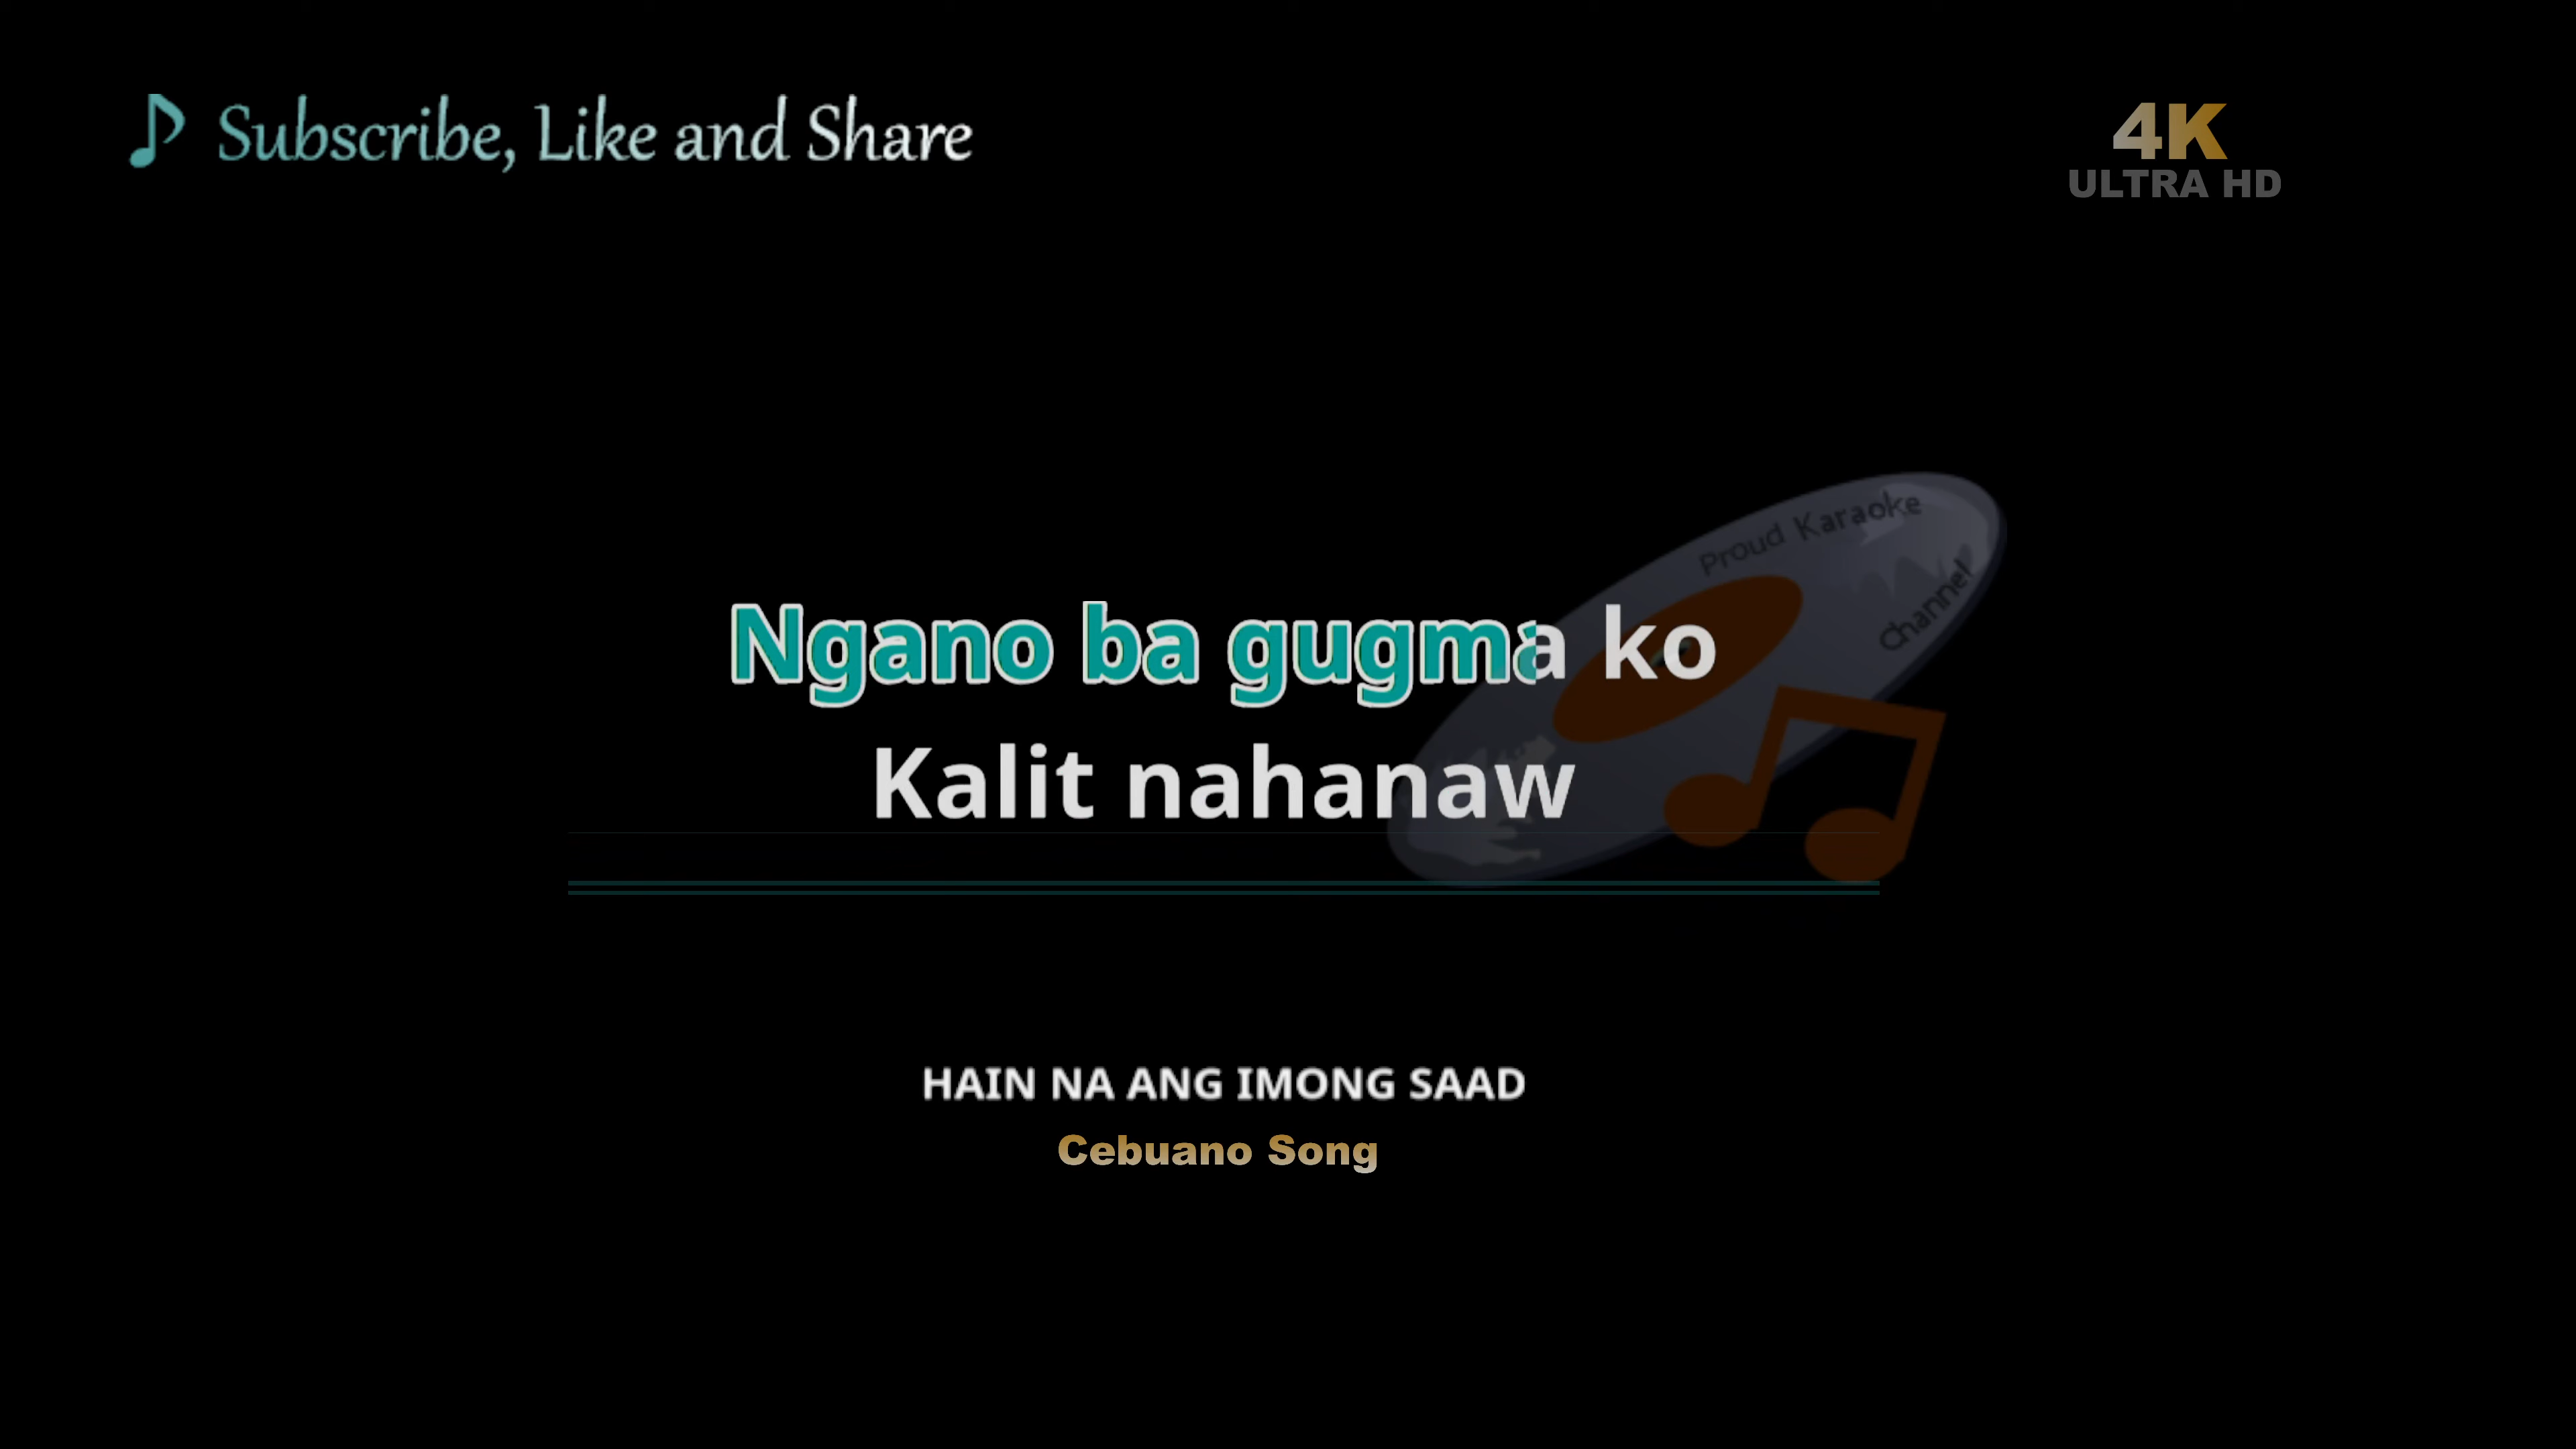 Subscribe, Like and Share
4K
ULTRA HD
Proud Karaoke
channel
Ngano ba gugma ko
Kalit nahanaw
HAIN NA ANG IMONG SAAD
Cebuano Song